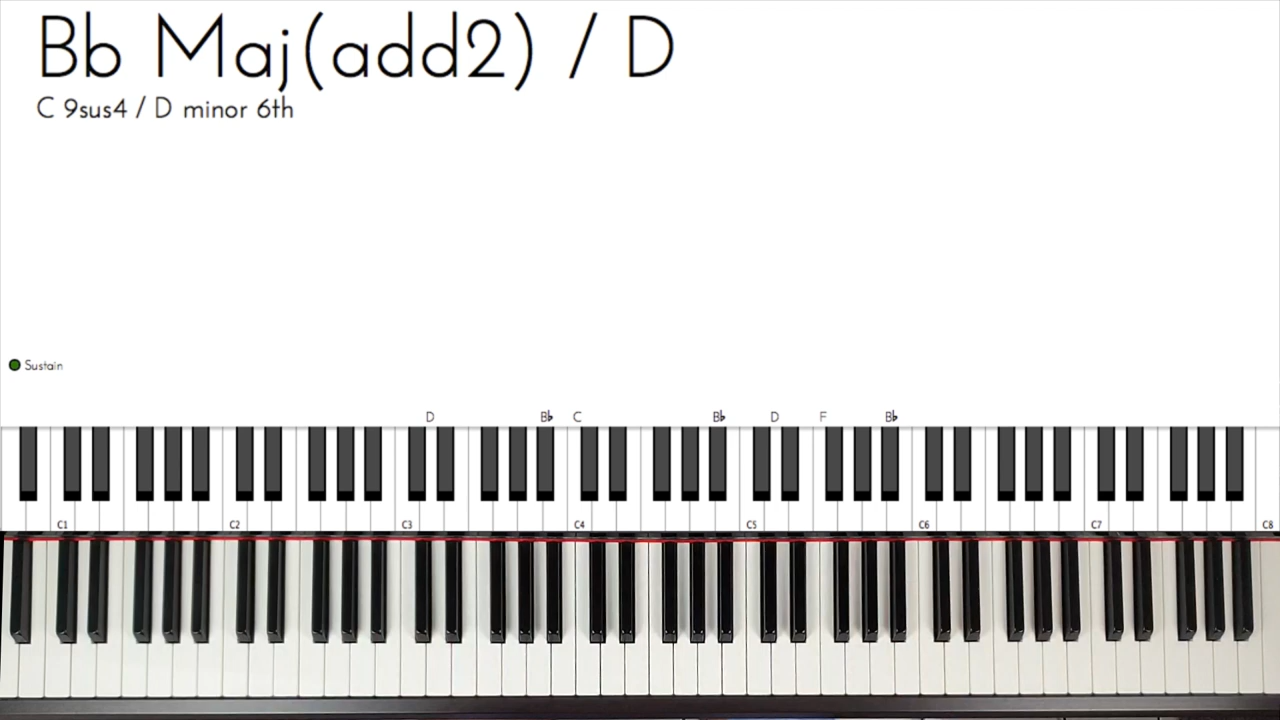 Bb Maj(add2) / D
C 9sus4 / D minor 6th
Sustain
D B♭ C B♭ D F B♭
C1 C2 C3 C4 C5 C6 C7 C8